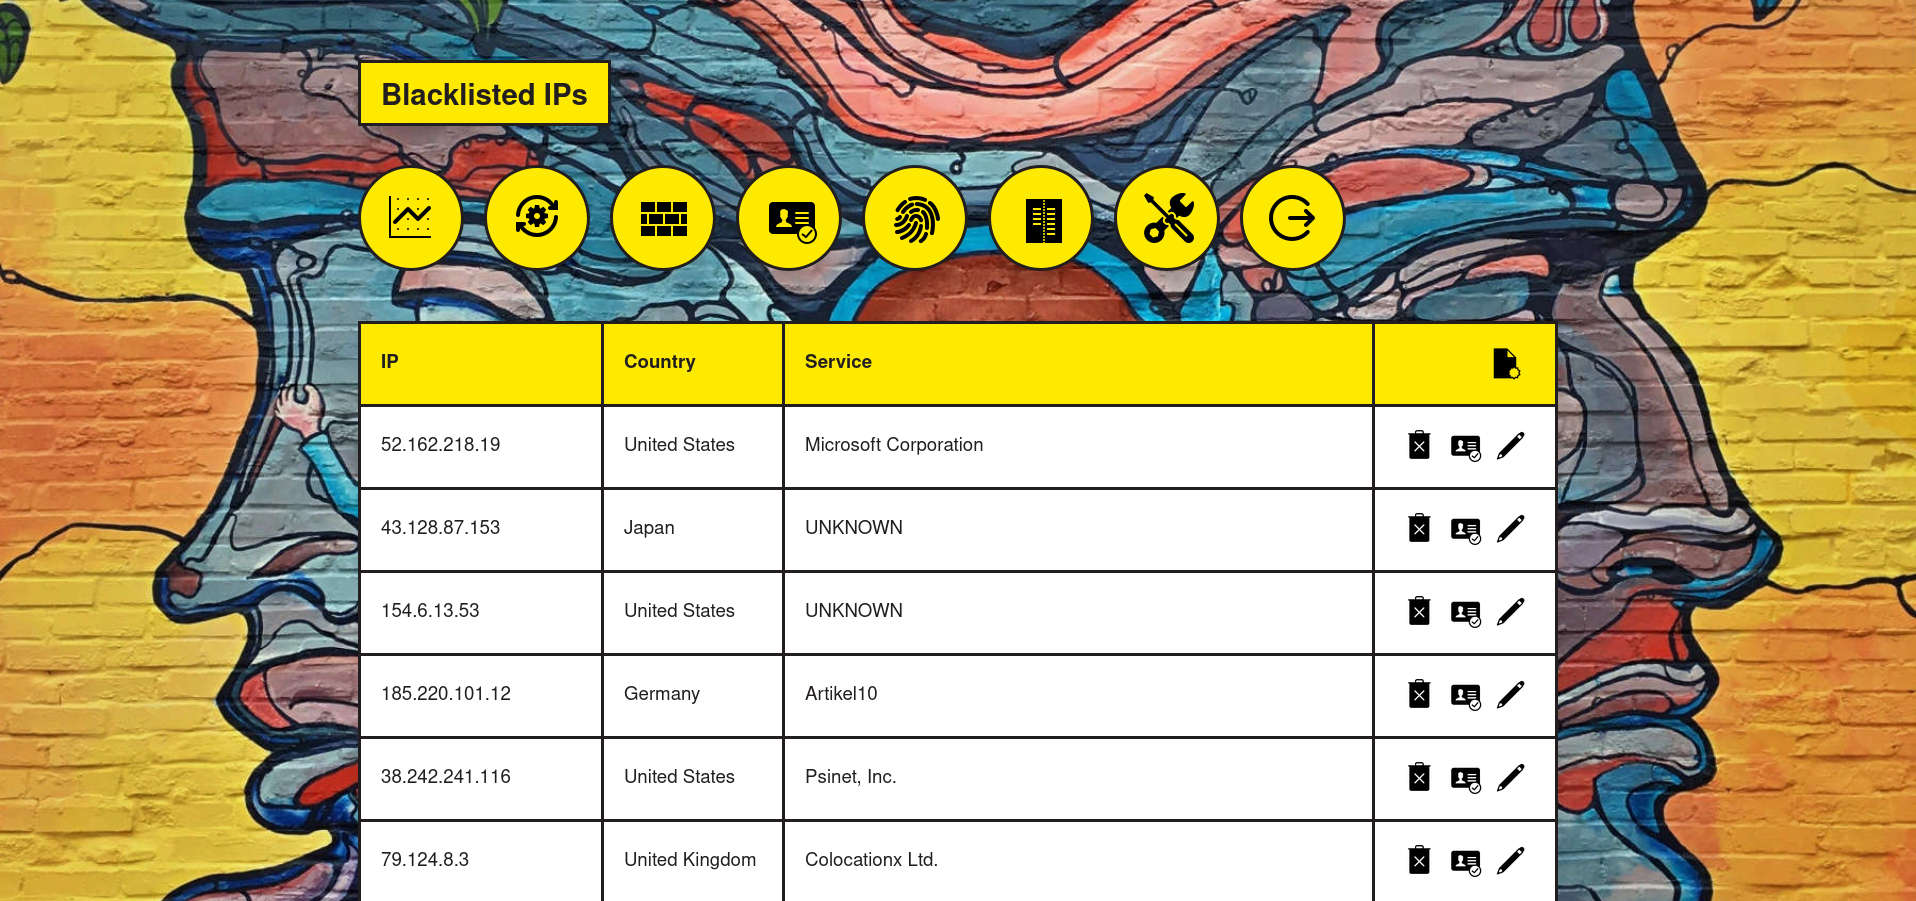 Blacklisted IPs
IP Country Service
52.162.218.19 United States Microsoft Corporation
43.128.87.153 Japan UNKNOWN
154.6.13.53 United States UNKNOWN
185.220.101.12 Germany Artikel10
38.242.241.116 United States Psinet, Inc.
79.124.8.3 United Kingdom Colocationx Ltd.